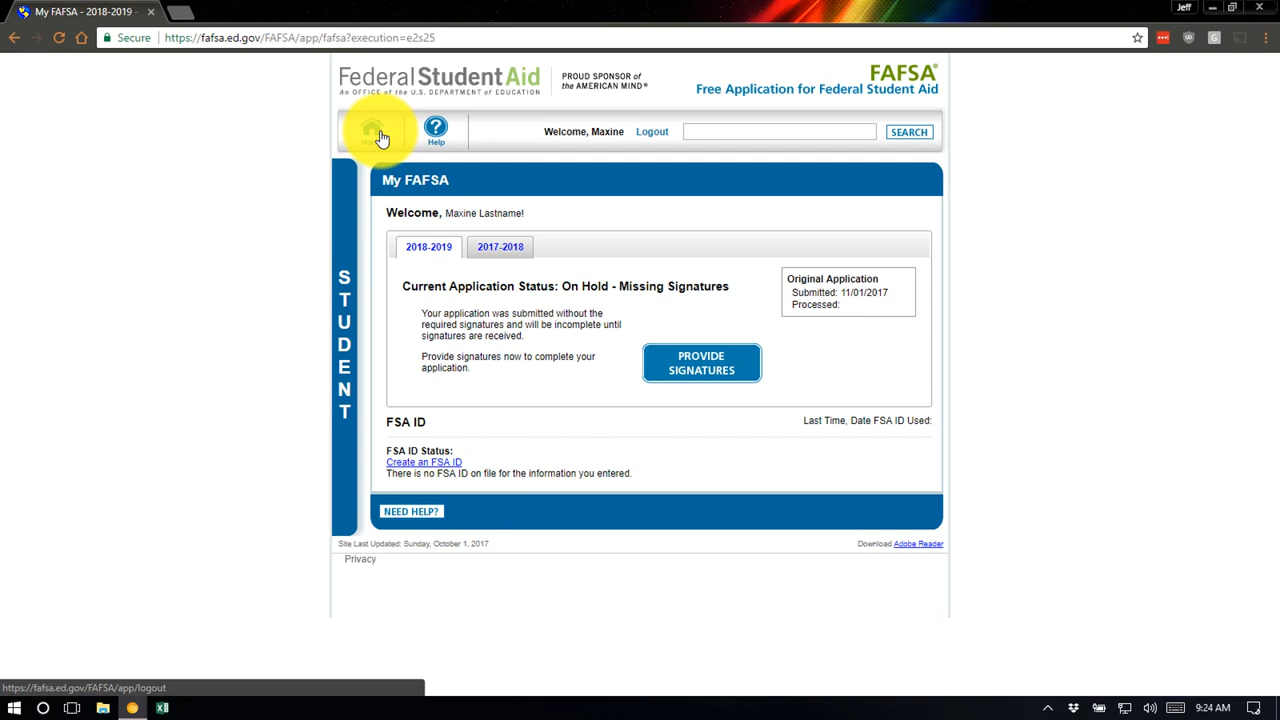 My FAFSA - 2018-2019 -
Jeff
Secure
https://fafsa.ed.gov/FAFSA/app/fafsa?execution=e2s25
Federal Student Aid
An OFFICE of the U.S. DEPARTMENT of EDUCATION
PROUD SPONSOR of
the AMERICAN MIND®
FAFSA®
Free Application for Federal Student Aid
Help
Welcome, Maxine
Logout
SEARCH
STUDENT
My FAFSA
Welcome, Maxine Lastname!
2018-2019
2017-2018
Current Application Status: On Hold - Missing Signatures
Original Application
Submitted: 11/01/2017
Processed:
Your application was submitted without the
required signatures and will be incomplete until
signatures are received.
Provide signatures now to complete your
application.
PROVIDE
SIGNATURES
FSA ID
Last Time, Date FSA ID Used:
FSA ID Status:
Create an FSA ID
There is no FSA ID on file for the information you entered.
NEED HELP?
Site Last Updated: Sunday, October 1, 2017
Download Adobe Reader
Privacy
https://fafsa.ed.gov/FAFSA/app/logout
9:24 AM